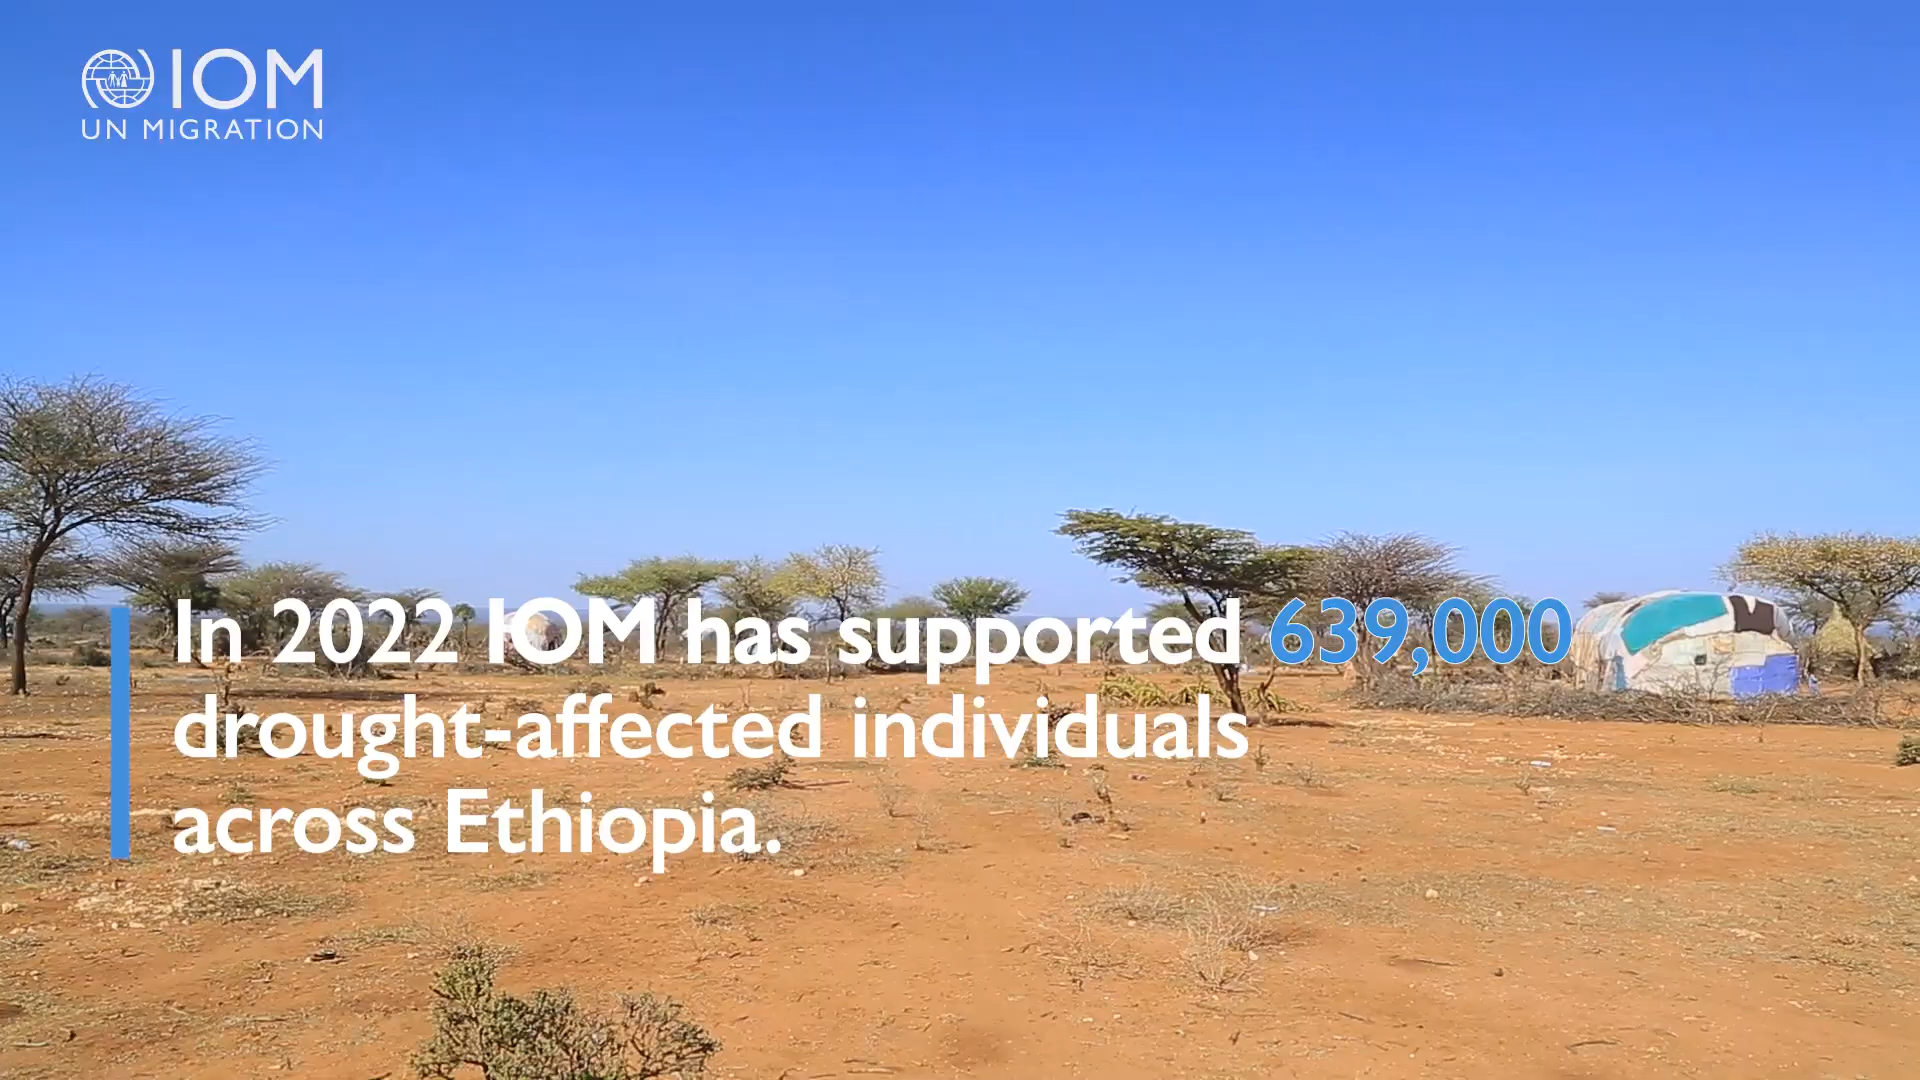 IOM
UN MIGRATION
In 2022 IOM has supported 639,000
drought-affected individuals
across Ethiopia.